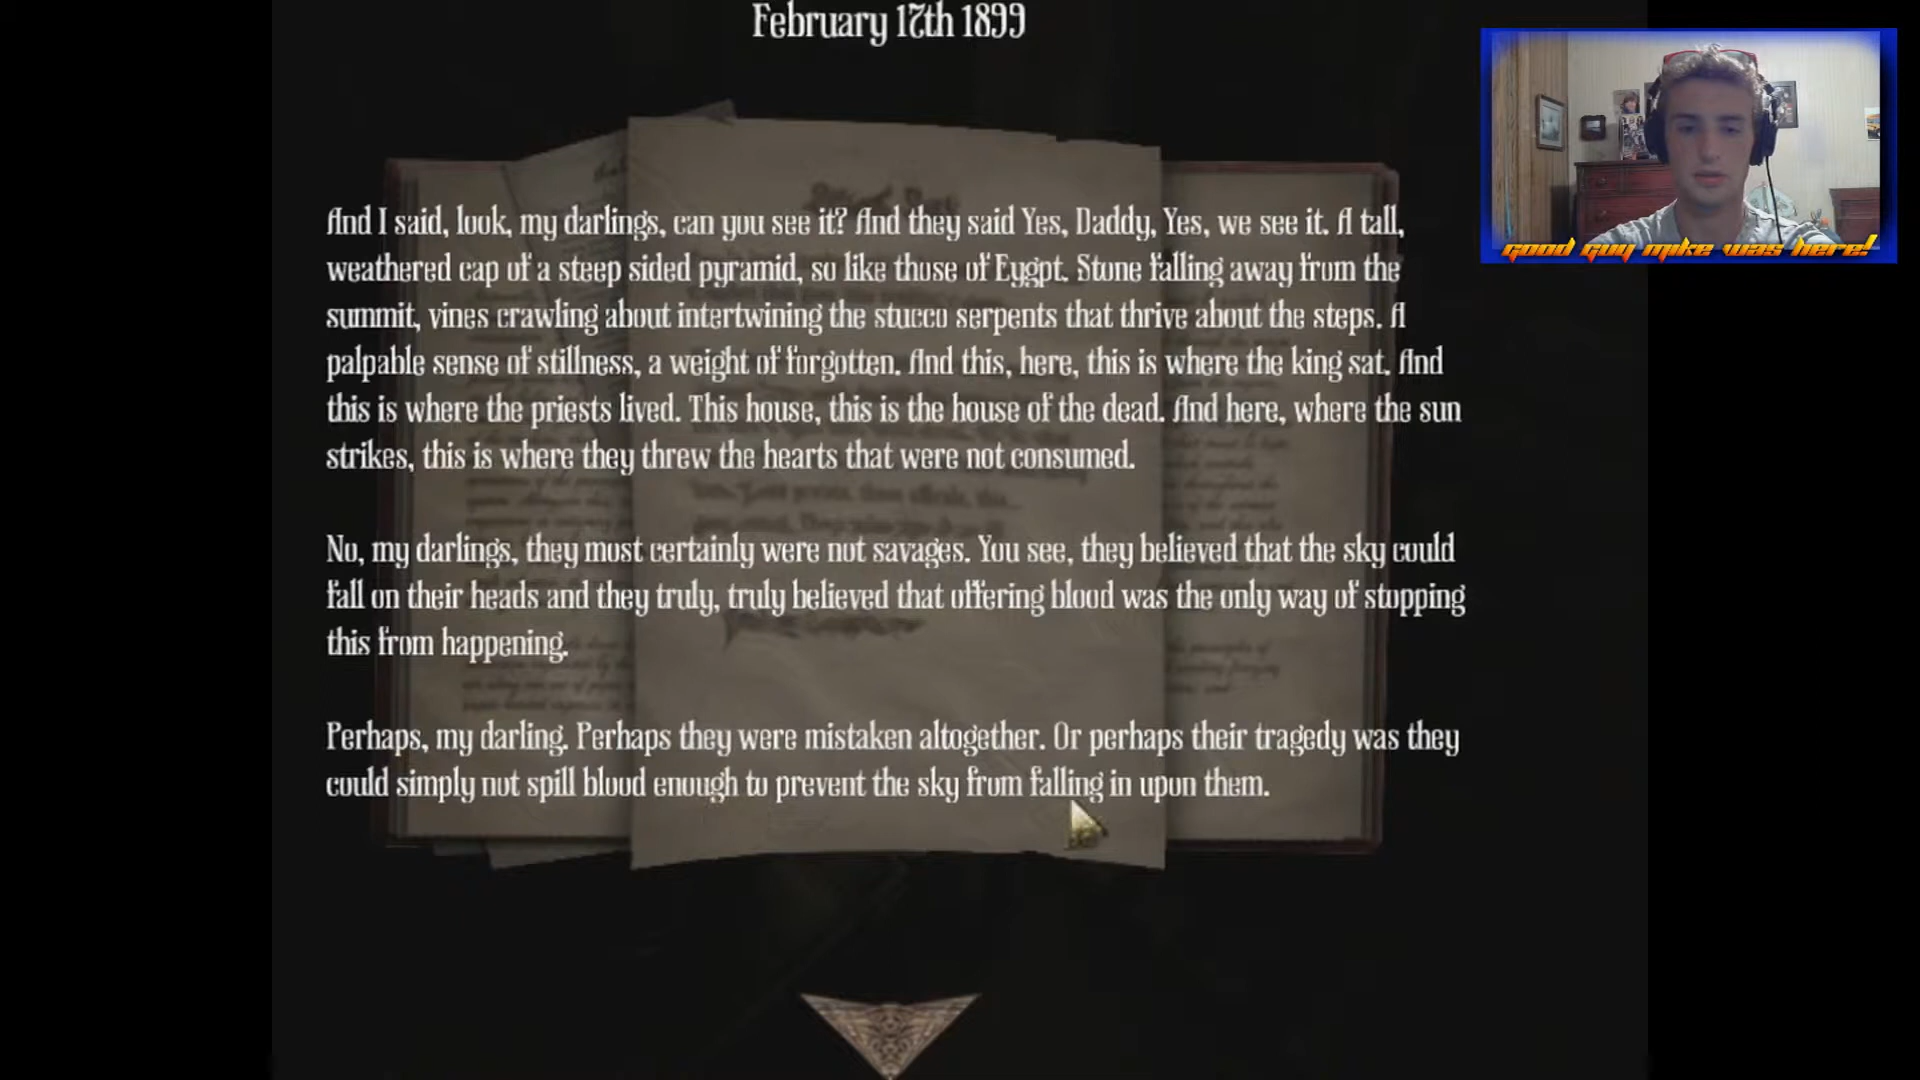 February 17th 1899
And I said, look, my darlings, can you see it? And they said Yes, Daddy, Yes, we see it. A tall,
weathered cap of a steep sided pyramid, so like those of Eygpt. Stone falling away from the
summit, vines crawling about intertwining the stucco serpents that thrive about the steps. A
palpable sense of stillness, a weight of forgotten. And this, here, this is where the king sat. And
this is where the priests lived. This house, this is the house of the dead. And here, where the sun
strikes, this is where they threw the hearts that were not consumed.
No, my darlings, they most certainly were not savages. You see, they believed that the sky could
fall on their heads and they truly, truly believed that offering blood was the only way of stopping
this from happening.
Perhaps, my darling. Perhaps they were mistaken altogether. Or perhaps their tragedy was they
could simply not spill blood enough to prevent the sky from falling in upon them.
good guy mike was here!